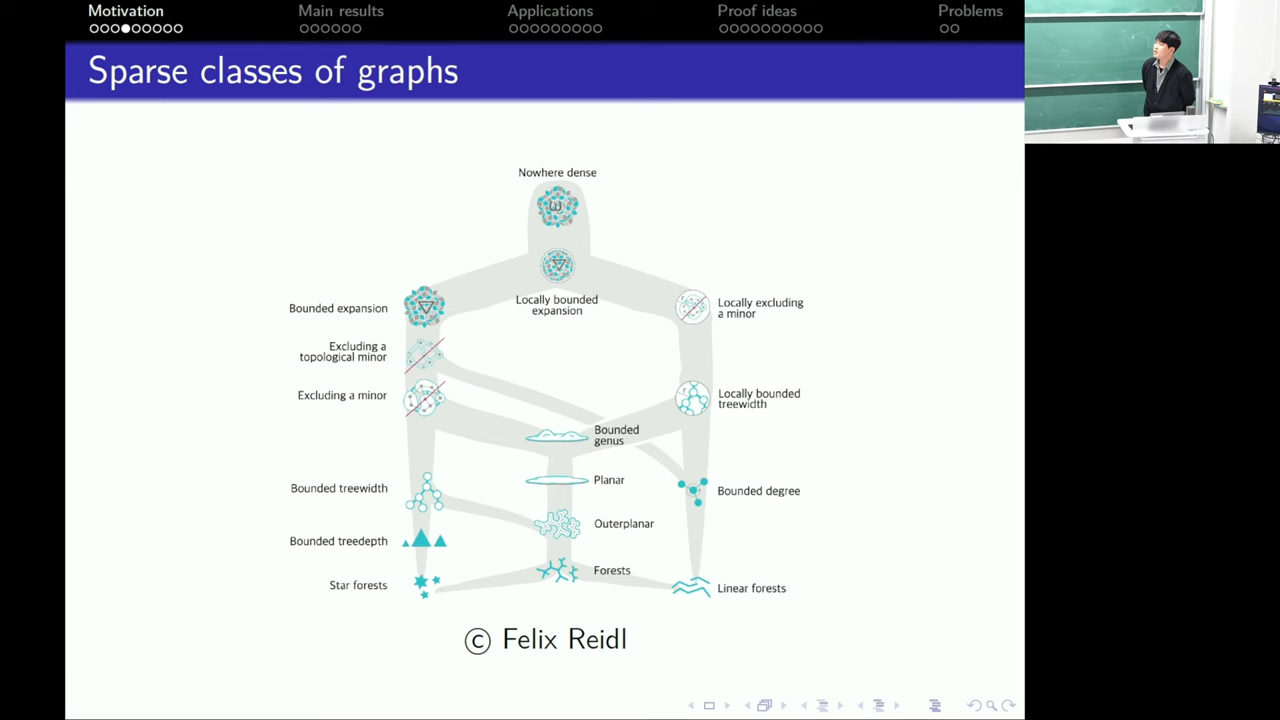 Motivation
Main results
Applications
Proof ideas
Problems
Sparse classes of graphs
Nowhere dense
ω
Locally bounded
expansion
Bounded expansion
Locally excluding
a minor
Excluding a
topological minor
Excluding a minor
Locally bounded
treewidth
Bounded
genus
Planar
Bounded treewidth
Bounded degree
Outerplanar
Bounded treedepth
Forests
Star forests
Linear forests
© Felix Reidl